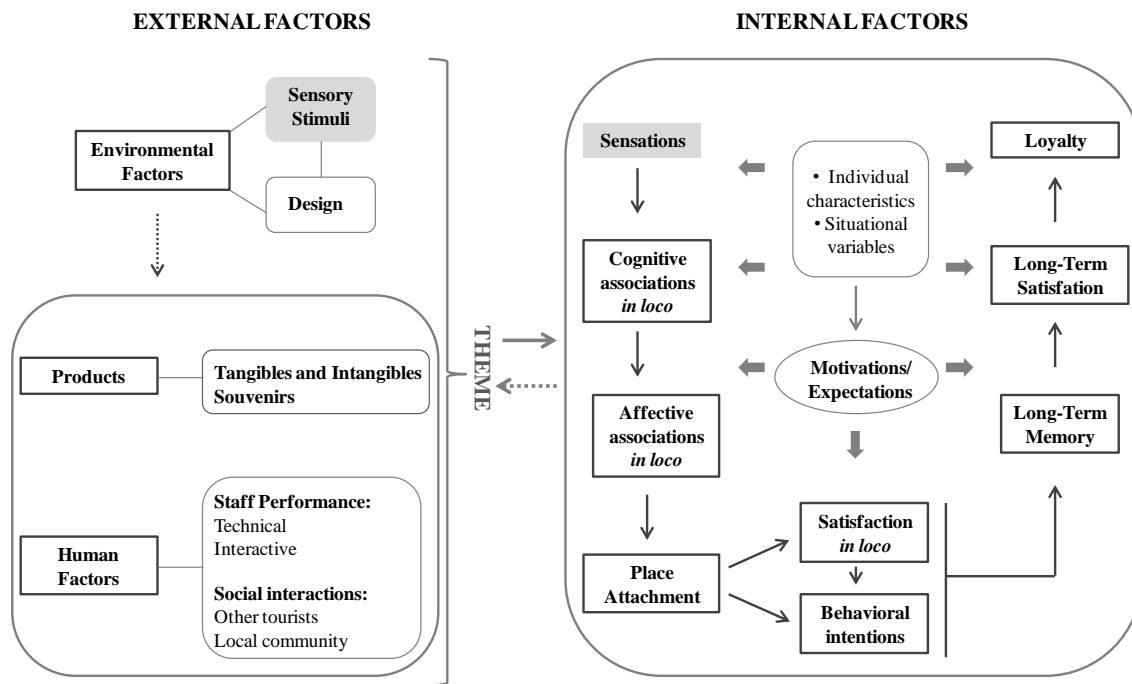 EXTERNAL FACTORS
Sensory
Stimuli
Environmental
Factors
Design
Products
Tangibles and Intangibles
Souvenirs
Human
Factors
Staff Performance:
Technical
Interactive
Social interactions:
Other tourists
Local community
THEME
INTERNAL FACTORS
Sensations
Cognitive
associations
in loco
Affective
associations
in loco
Place
Attachment
• Individual
characteristics
• Situational
variables
Motivations/
Expectations
Satisfaction
in loco
Behavioral
intentions
Loyalty
Long-Term
Satisfation
Long-Term
Memory